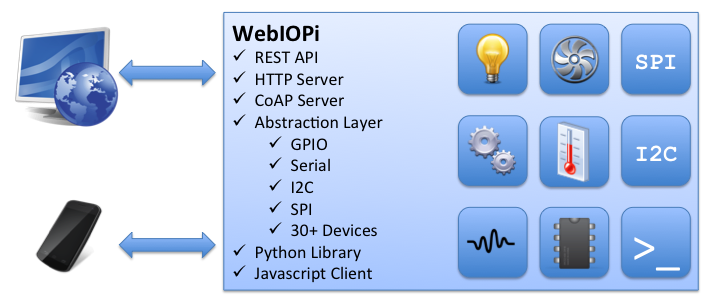 WebIOPi
✓ REST API
✓ HTTP Server
✓ CoAP Server
✓ Abstraction Layer
✓ GPIO
✓ Serial
✓ I2C
✓ SPI
✓ 30+ Devices
✓ Python Library
✓ Javascript Client
SPI
I2C
>_